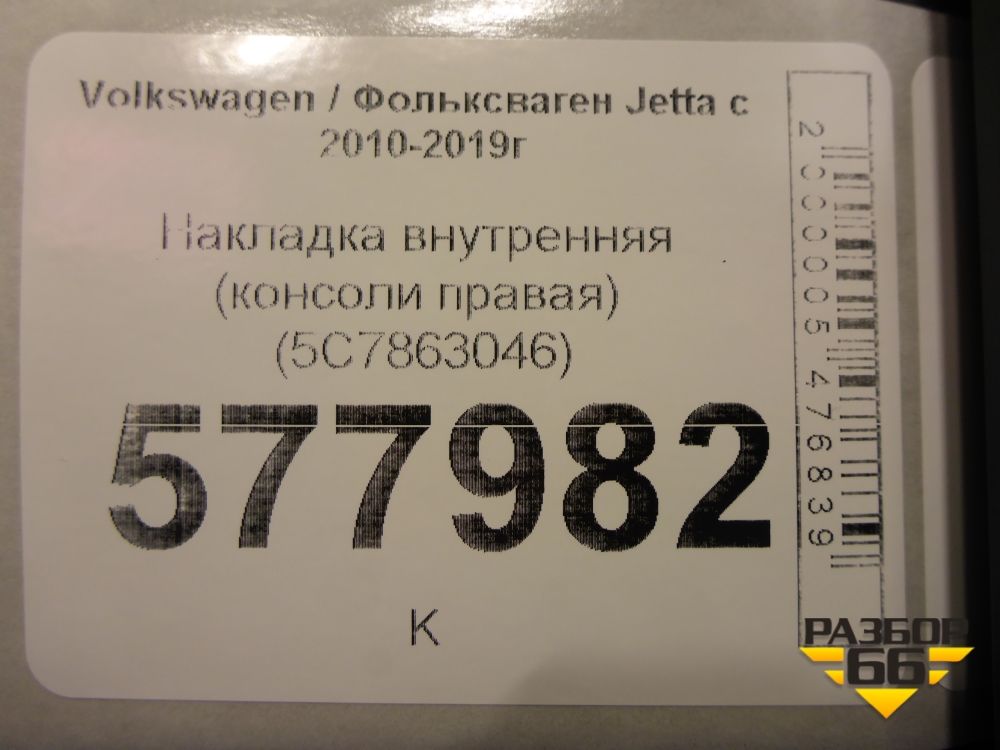 Volkswagen / Фольксваген Jetta с
2010-2019г
Накладка внутренняя
(консоли правая)
(5C7863046)
577982
К
2000005476839
РАЗБОР
66